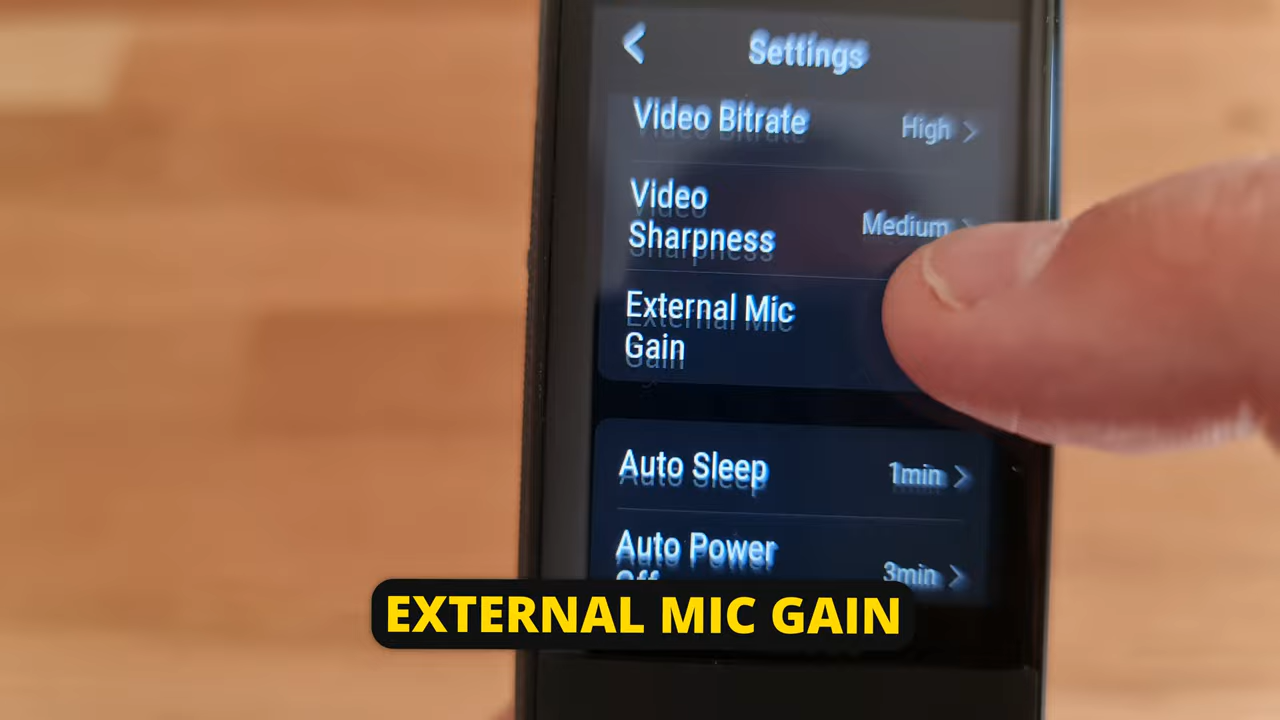 Settings
Video Bitrate High
Video
Sharpness Medium
External Mic
Gain
Auto Sleep 1min
Auto Power 3min
Off
EXTERNAL MIC GAIN